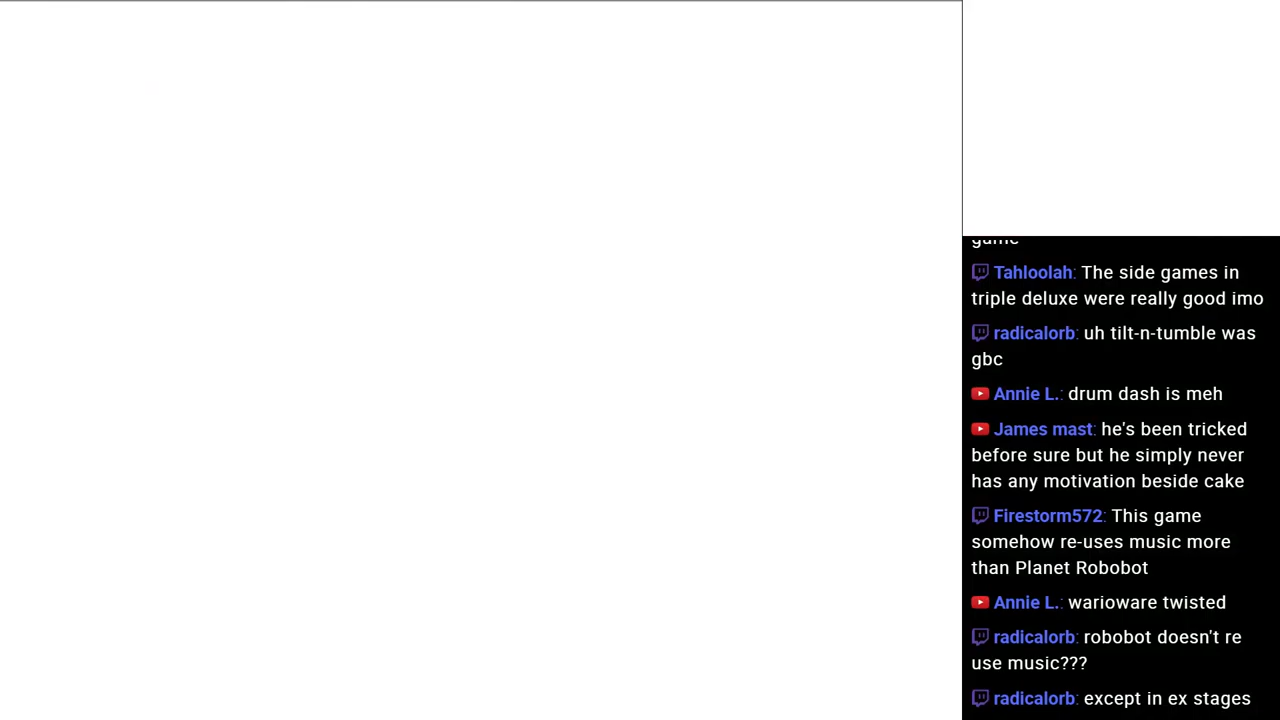 game
Tahloolah: The side games in
triple deluxe were really good imo
radicalorb: uh tilt-n-tumble was
gbc
Annie L.: drum dash is meh
James mast: he's been tricked
before sure but he simply never
has any motivation beside cake
Firestorm572: This game
somehow re-uses music more
than Planet Robobot
Annie L.: warioware twisted
radicalorb: robobot doesn't re
use music???
radicalorb: except in ex stages